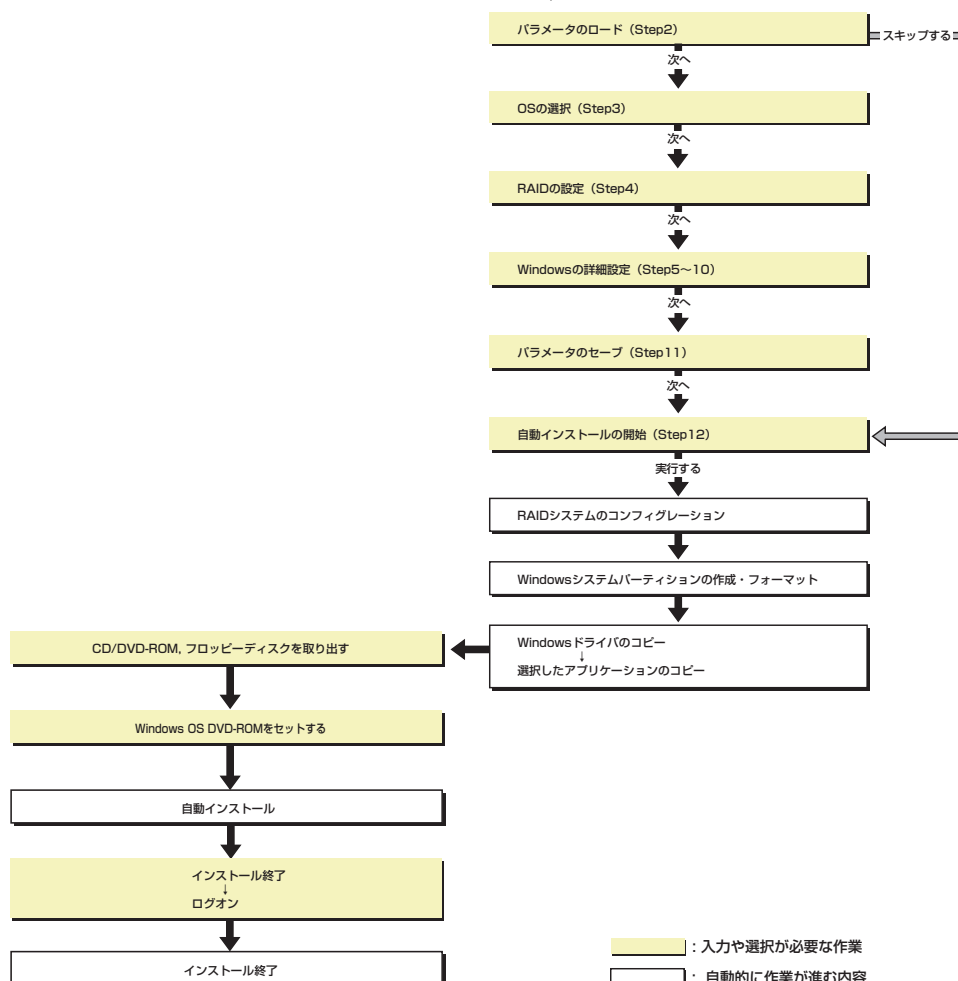 パラメータのロード（Step2）
スキップする
次へ
OSの選択（Step3）
次へ
RAIDの設定（Step4）
次へ
Windowsの詳細設定（Step5～10）
次へ
パラメータのセーブ（Step11）
次へ
自動インストールの開始（Step12）
実行する
RAIDシステムのコンフィグレーション
Windowsシステムパーティションの作成・フォーマット
Windowsドライバのコピー
↓
選択したアプリケーションのコピー
CD/DVD-ROM, フロッピーディスクを取り出す
Windows OS DVD-ROMをセットする
自動インストール
インストール終了
↓
ログオン
インストール終了
：入力や選択が必要な作業
： 自動的に作業が進む内容